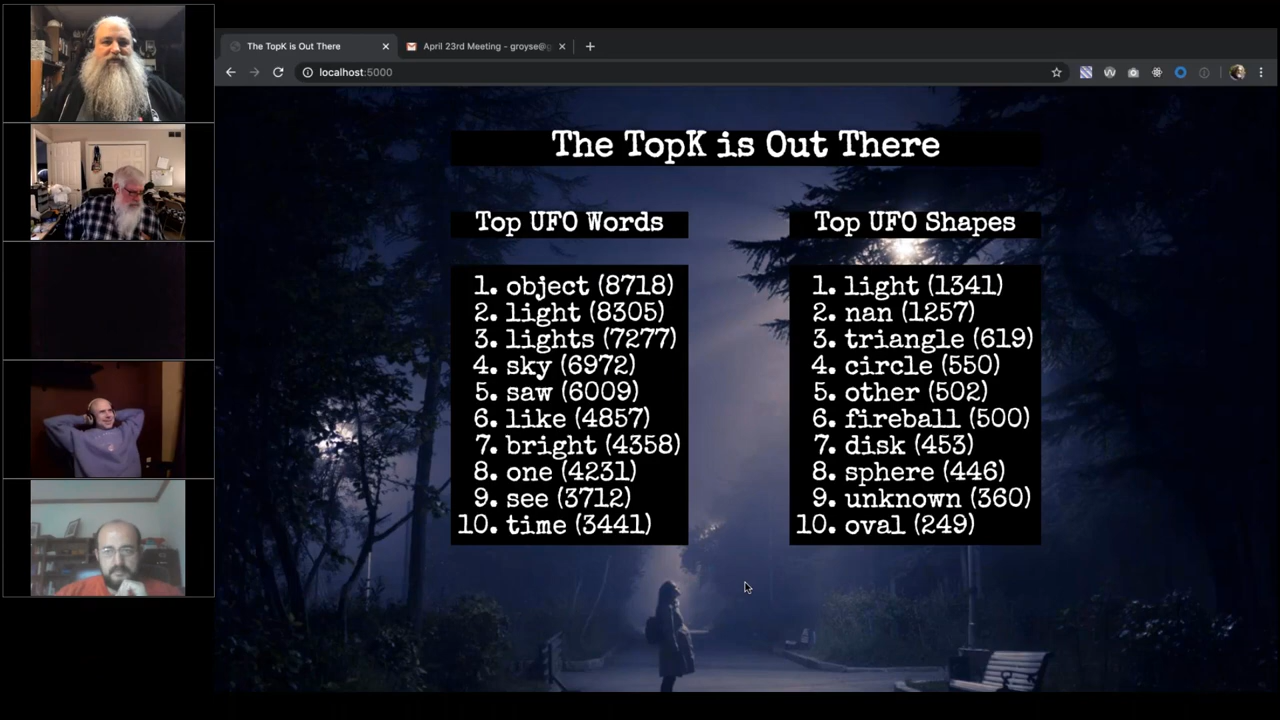 The TopK is Out There
April 23rd Meeting - groyse@
localhost:5000
The TopK is Out There
Top UFO Words
1. object (8718)
2. light (8305)
3. lights (7277)
4. sky (6972)
5. saw (6009)
6. like (4857)
7. bright (4358)
8. one (4231)
9. see (3712)
10. time (3441)
Top UFO Shapes
1. light (1341)
2. nan (1257)
3. triangle (619)
4. circle (550)
5. other (502)
6. fireball (500)
7. disk (453)
8. sphere (446)
9. unknown (360)
10. oval (249)